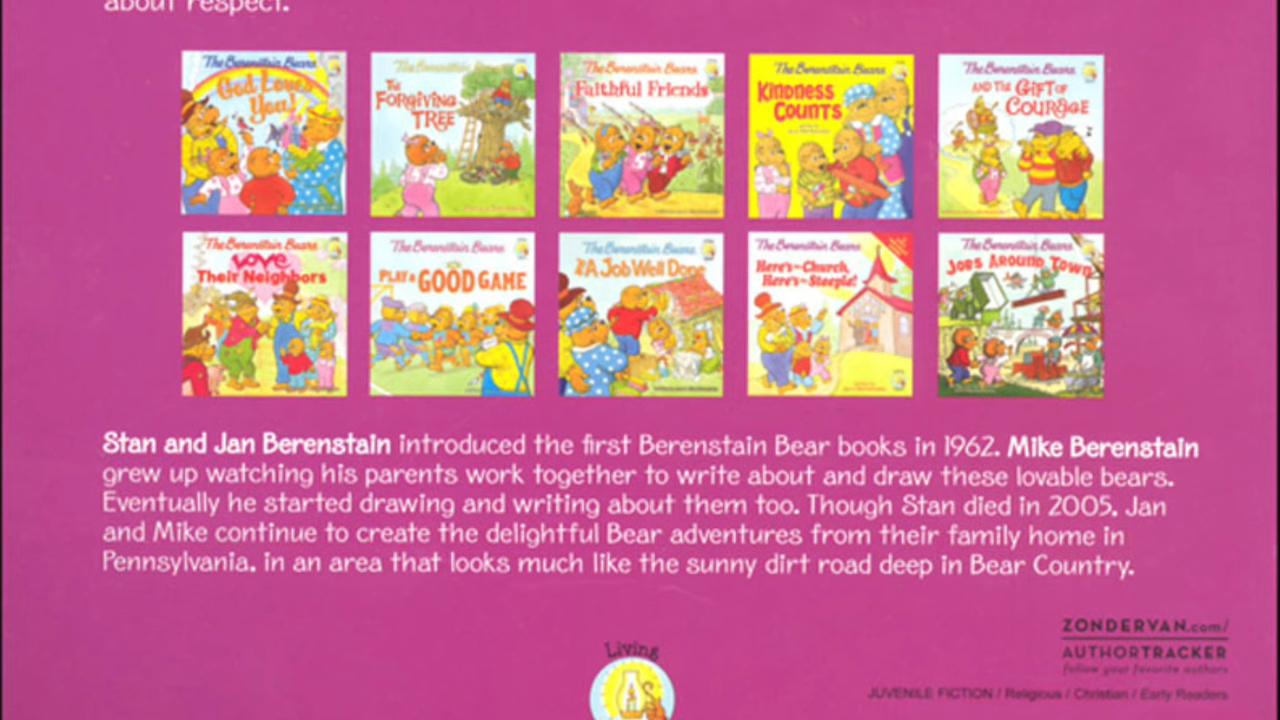 about respect.
The Berenstain Bears
God Loves
You!
The Berenstain Bears
The
FORGIVING
TREE
The Berenstain Bears
Faithful Friends
The Berenstain Bears
KINDNESS
COUNTS
The Berenstain Bears
AND THE GIFT OF
COURAGE
The Berenstain Bears
LOVE
Their Neighbors
The Berenstain Bears
PLAY A GOOD GAME
The Berenstain Bears
A JOB WELL DONE
The Berenstain Bears
Here's the Church,
Here's the Steeple!
The Berenstain Bears
JOBS AROUND TOWN
Stan and Jan Berenstain introduced the first Berenstain Bear books in 1962. Mike Berenstain
grew up watching his parents work together to write about and draw these lovable bears.
Eventually he started drawing and writing about them too. Though Stan died in 2005, Jan
and Mike continue to create the delightful Bear adventures from their family home in
Pennsylvania, in an area that looks much like the sunny dirt road deep in Bear Country.
ZONDERVAN.com/
AUTHORTRACKER
follow your favorite authors
Living
JUVENILE FICTION / Religious / Christian / Early Readers